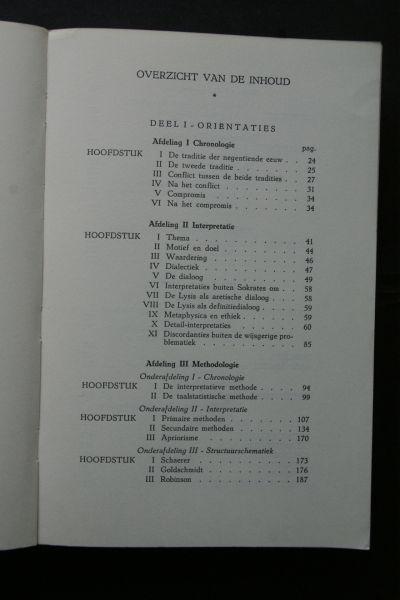 OVERZICHT VAN DE INHOUD
*
DEEL I - ORIENTATIES
Afdeling I Chronologie pag.
HOOFDSTUK I De traditie der negentiende eeuw . . 24
II De tweede traditie . . . . . . . 25
III Conflict tussen de beide tradities . . 27
IV Na het conflict . . . . . . . . 31
V Compromis . . . . . . . . . 34
VI Na het compromis . . . . . . . 34
Afdeling II Interpretatie
HOOFDSTUK I Thema . . . . . . . . . . 41
II Motief en doel . . . . . . . . 44
III Waardering . . . . . . . . . 46
IV Dialectiek . . . . . . . . . 47
V De dialoog . . . . . . . . . 49
VI Interpretaties buiten Sokrates om . . 58
VII De Lysis als aretische dialoog . . . 58
VIII De Lysis als definitiedialoog . . . . 59
IX Metaphysica en ethiek . . . . . . 59
X Detail-interpretaties . . . . . . 60
XI Discordanties buiten de wijsgerige pro-
blematiek . . . . . . . . . 85
Afdeling III Methodologie
Onderafdeling I - Chronologie
HOOFDSTUK I De interpretatieve methode . . . . 94
II De taalstatistische methode . . . . 99
Onderafdeling II - Interpretatie
HOOFDSTUK I Primaire methoden . . . . . . . 107
II Secundaire methoden . . . . . . 134
III Apriorisme . . . . . . . . . 170
Onderafdeling III - Structuurschematiek
HOOFDSTUK I Schaerer . . . . . . . . . . 173
II Goldschmidt . . . . . . . . . 176
III Robinson . . . . . . . . . . 187